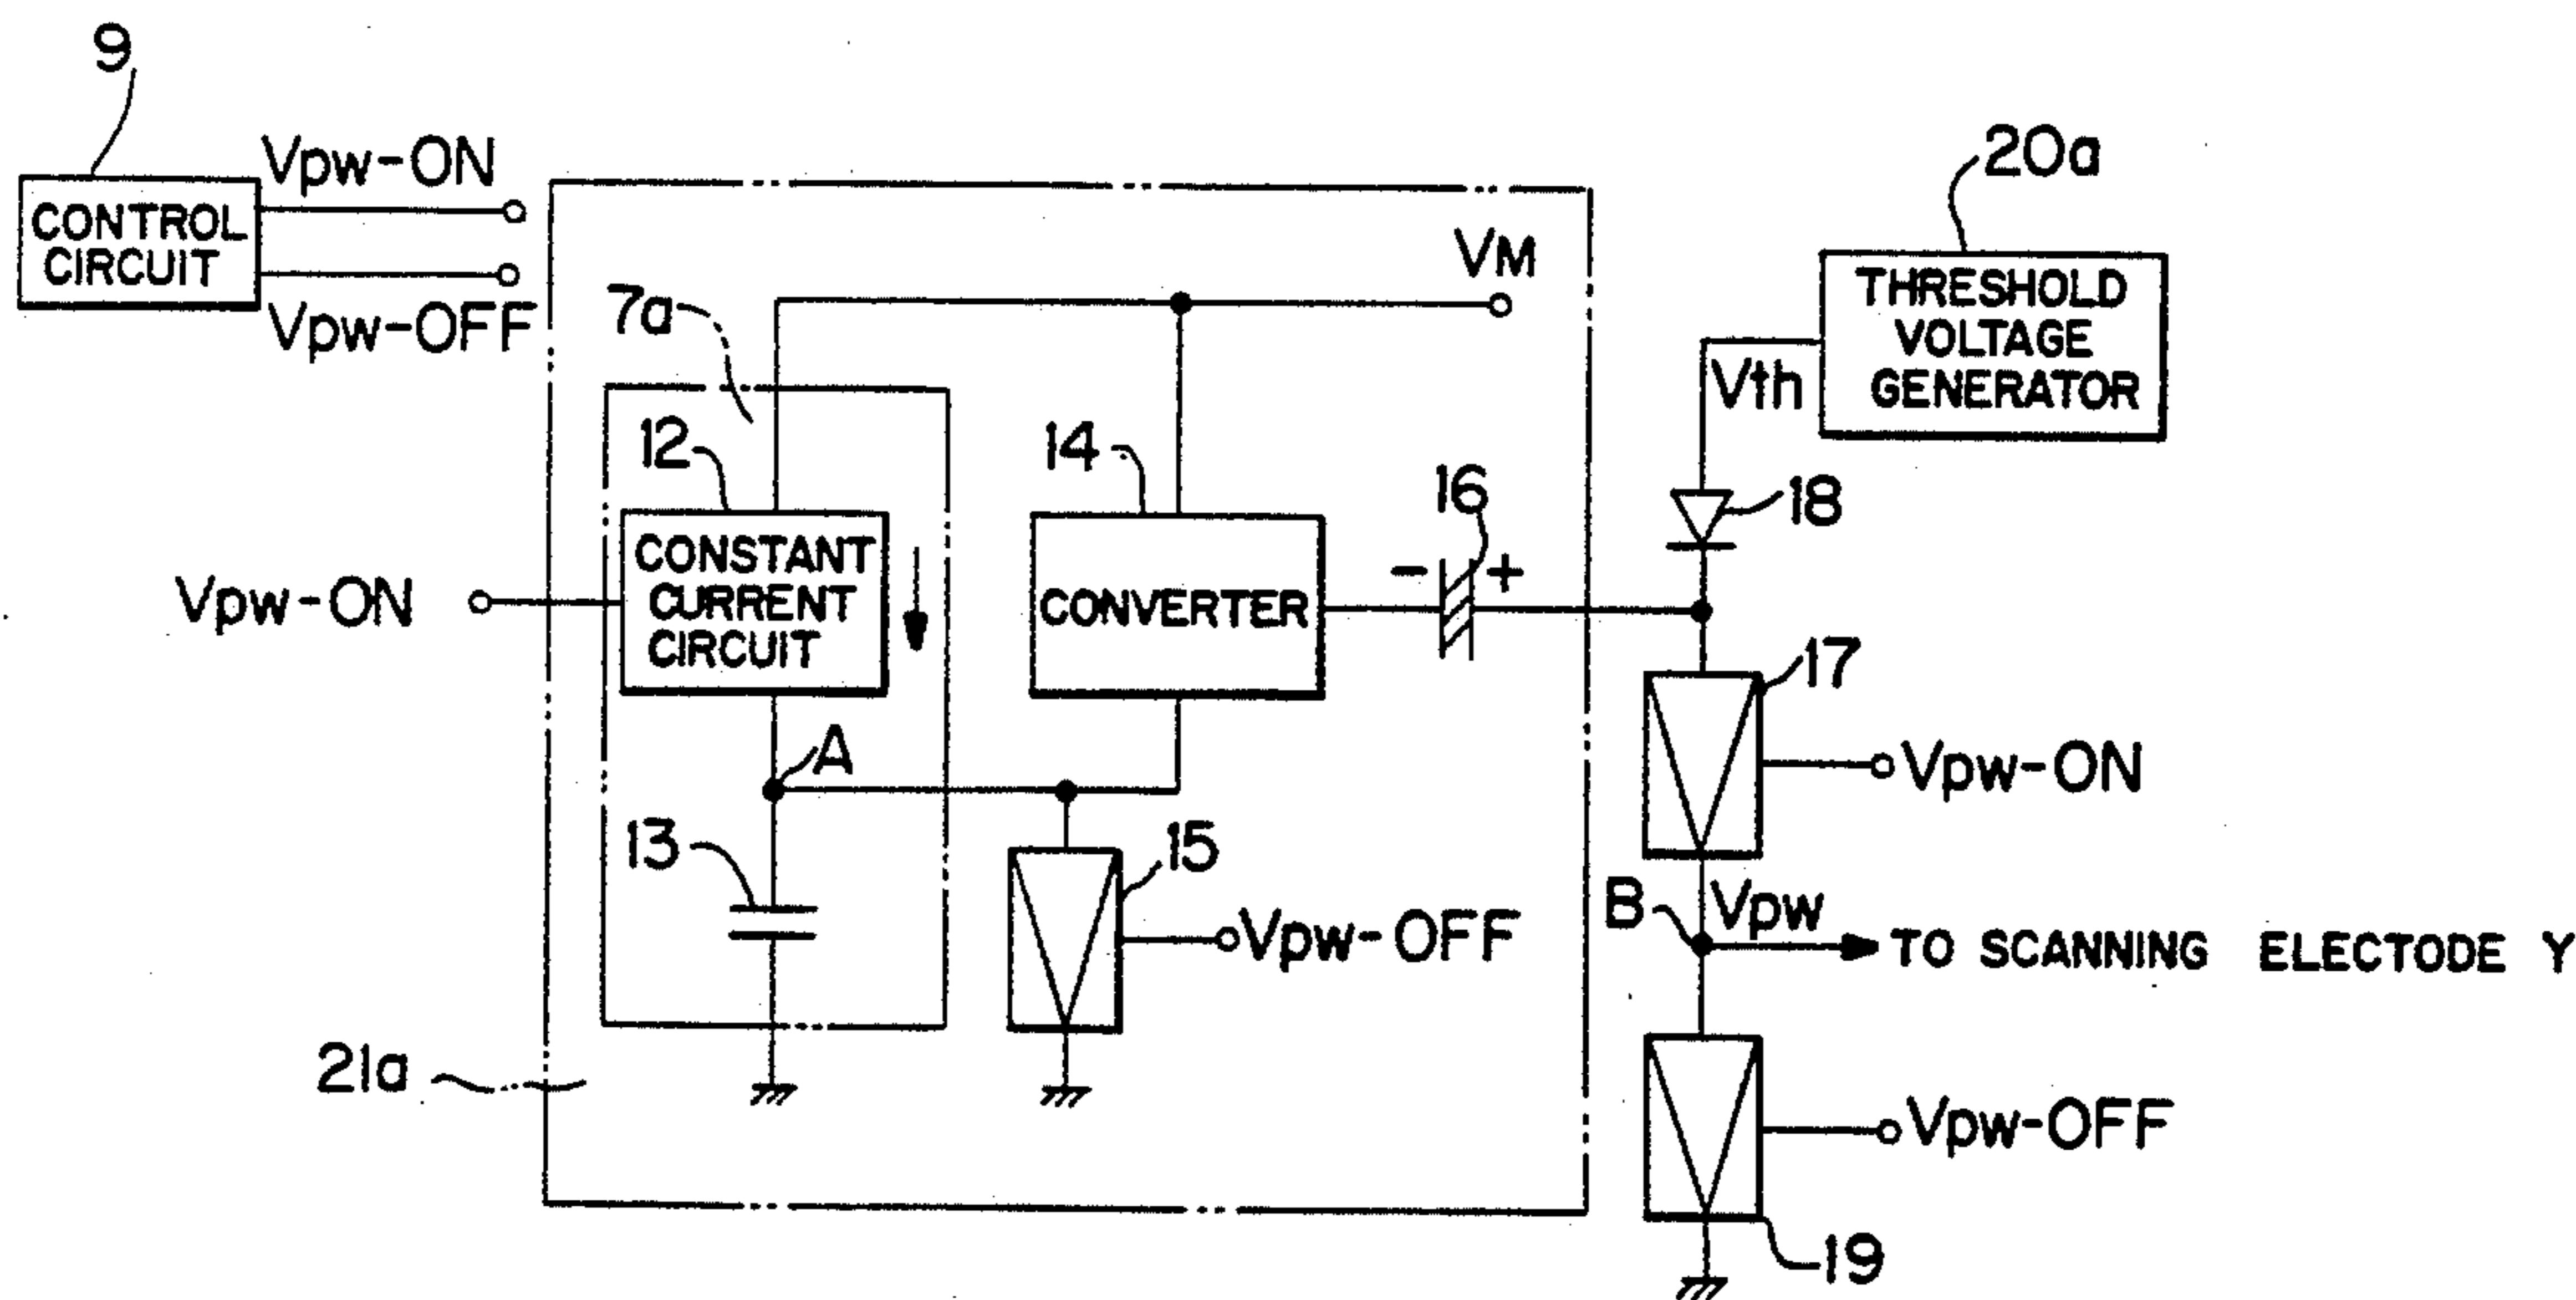 9
Vpw-ON
CONTROL
CIRCUIT
Vpw-OFF
20a
THRESHOLD
VOLTAGE
GENERATOR
VM
7a
Vth
12
14
16
18
- +
CONSTANT
CURRENT
CIRCUIT
CONVERTER
Vpw-ON
17
A
Vpw-ON
13
15
B
Vpw
Vpw-OFF
TO SCANNING ELECTODE Y
21a
Vpw-OFF
19